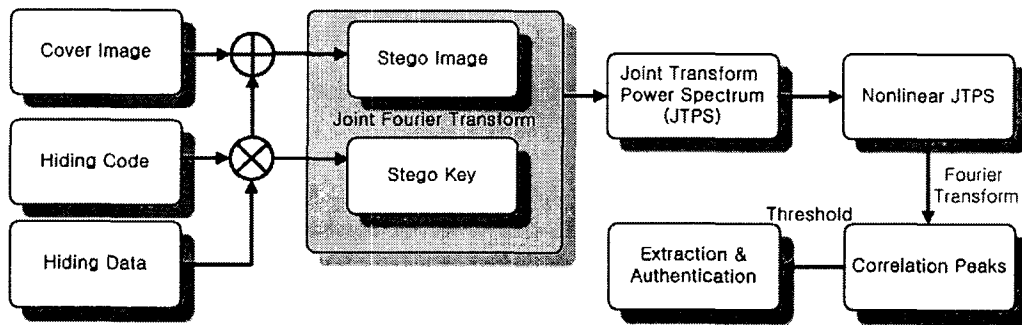 Cover Image
Hiding Code
Hiding Data
Stego Image
Joint Fourier Transform
Stego Key
Joint Transform
Power Spectrum
(JTPS)
Nonlinear JTPS
Fourier
Transform
Threshold
Extraction &
Authentication
Correlation Peaks